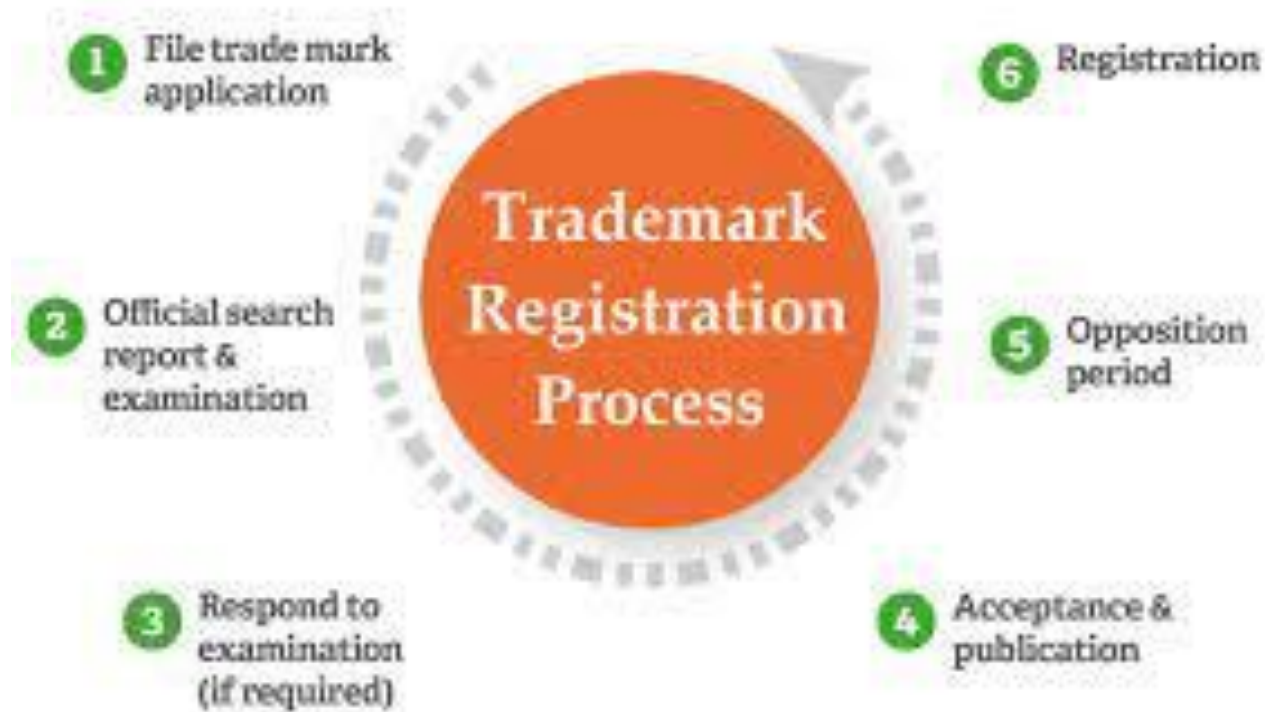 Trademark
Registration
Process
1 File trade mark
application
2 Official search
report &
examination
3 Respond to
examination
(if required)
4 Acceptance &
publication
5 Opposition
period
6 Registration